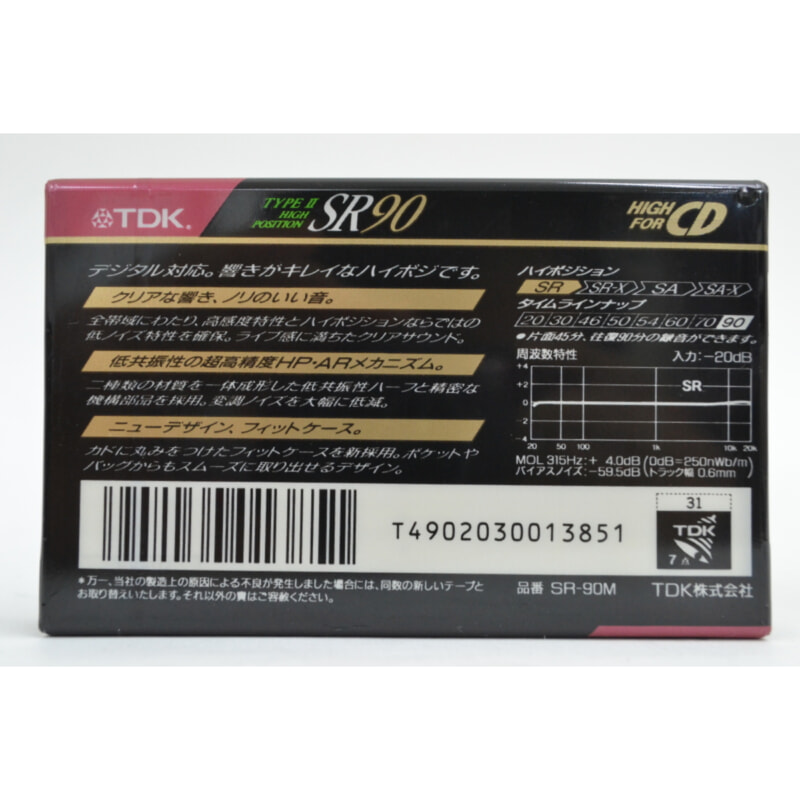 TDK
TYPE II
HIGH
POSITION
SR90
HIGH
FOR CD
デジタル対応。響きがキレイなハイポジです。
クリアな響き、ノリのいい音。
全帯域にわたり、高感度特性とハイポジションならではの
低ノイズ特性を確保。ライブ感に満ちたクリアサウンド。
低共振性の超高精度HP・ARメカニズム。
二種類の材質を一体成形した低共振性ハーフと精密な
機構部品を採用。変調ノイズを大幅に低減。
ニューデザイン、フィットケース。
カドに丸みをつけたフィットケースを新採用。ポケットや
バッグからもスムーズに取り出せるデザイン。
ハイポジション
SR SR-X SA SA-X
タイムラインナップ
20 30 46 50 54 60 70 90
●片面45分、往復90分の録音ができます。
周波数特性 入力:-20dB
+4
+2
0
-2
-4
SR
20 50 100 1k 10k 20k
MOL 315Hz:+ 4.0dB (0dB=250nWb/m)
バイアスノイズ:-59.5dB (トラック幅 0.6mm)
T4902030013851
31
TDK
7点
*万一、当社の製造上の原因による不良が発生しました場合には、同数の新しいテープと
お取り替えいたします。それ以外の責はご容赦ください。
品番 SR-90M TDK株式会社